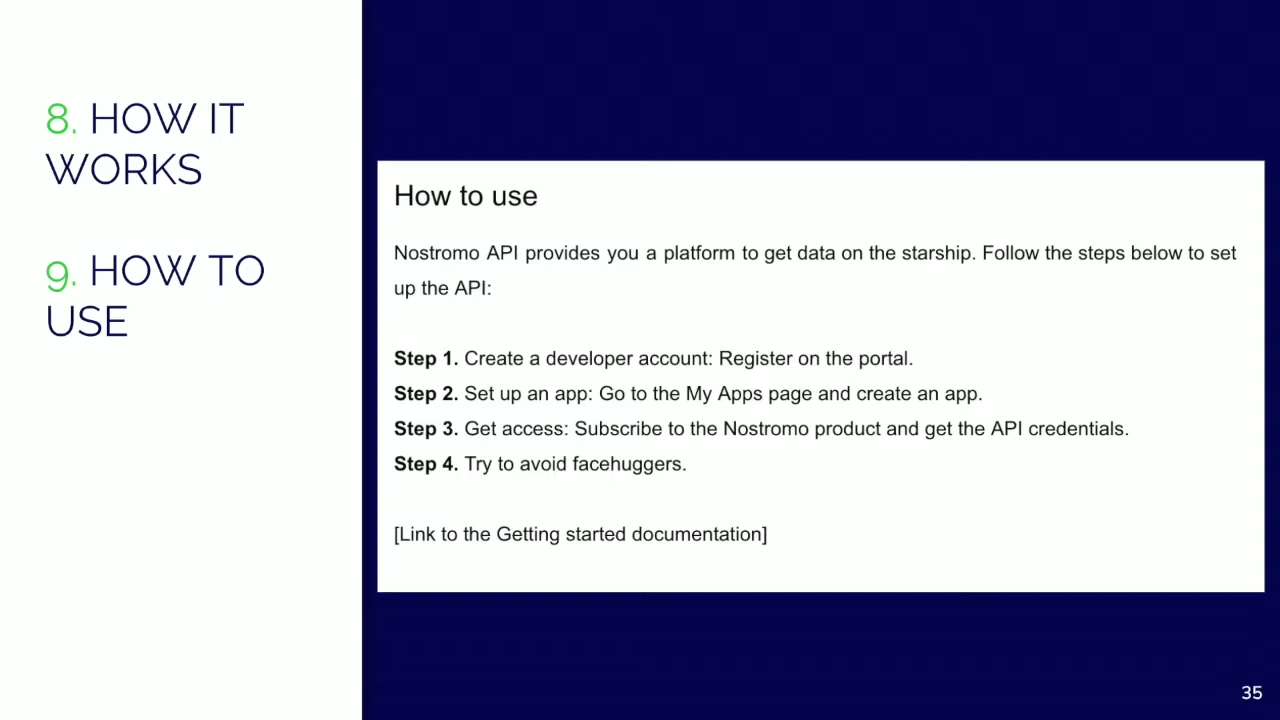 8. HOW IT
WORKS
9. HOW TO
USE
How to use
Nostromo API provides you a platform to get data on the starship. Follow the steps below to set
up the API:
Step 1. Create a developer account: Register on the portal.
Step 2. Set up an app: Go to the My Apps page and create an app.
Step 3. Get access: Subscribe to the Nostromo product and get the API credentials.
Step 4. Try to avoid facehuggers.
[Link to the Getting started documentation]
35